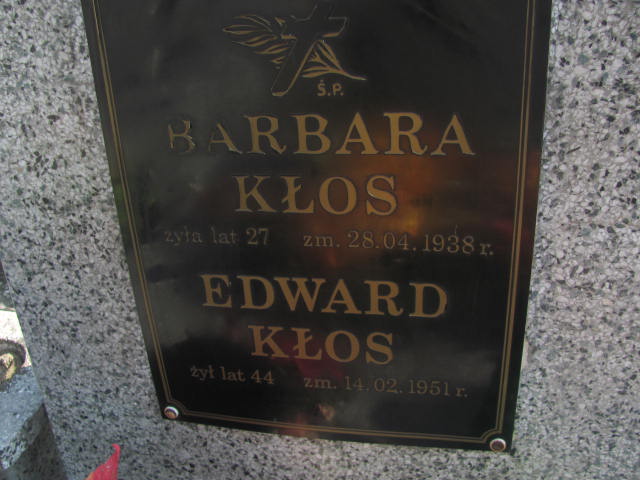 Ś.P.
BARBARA
KŁOS
żyła lat 27 zm. 28.04.1938 r.
EDWARD
KŁOS
żył lat 44 zm. 14.02.1951 r.